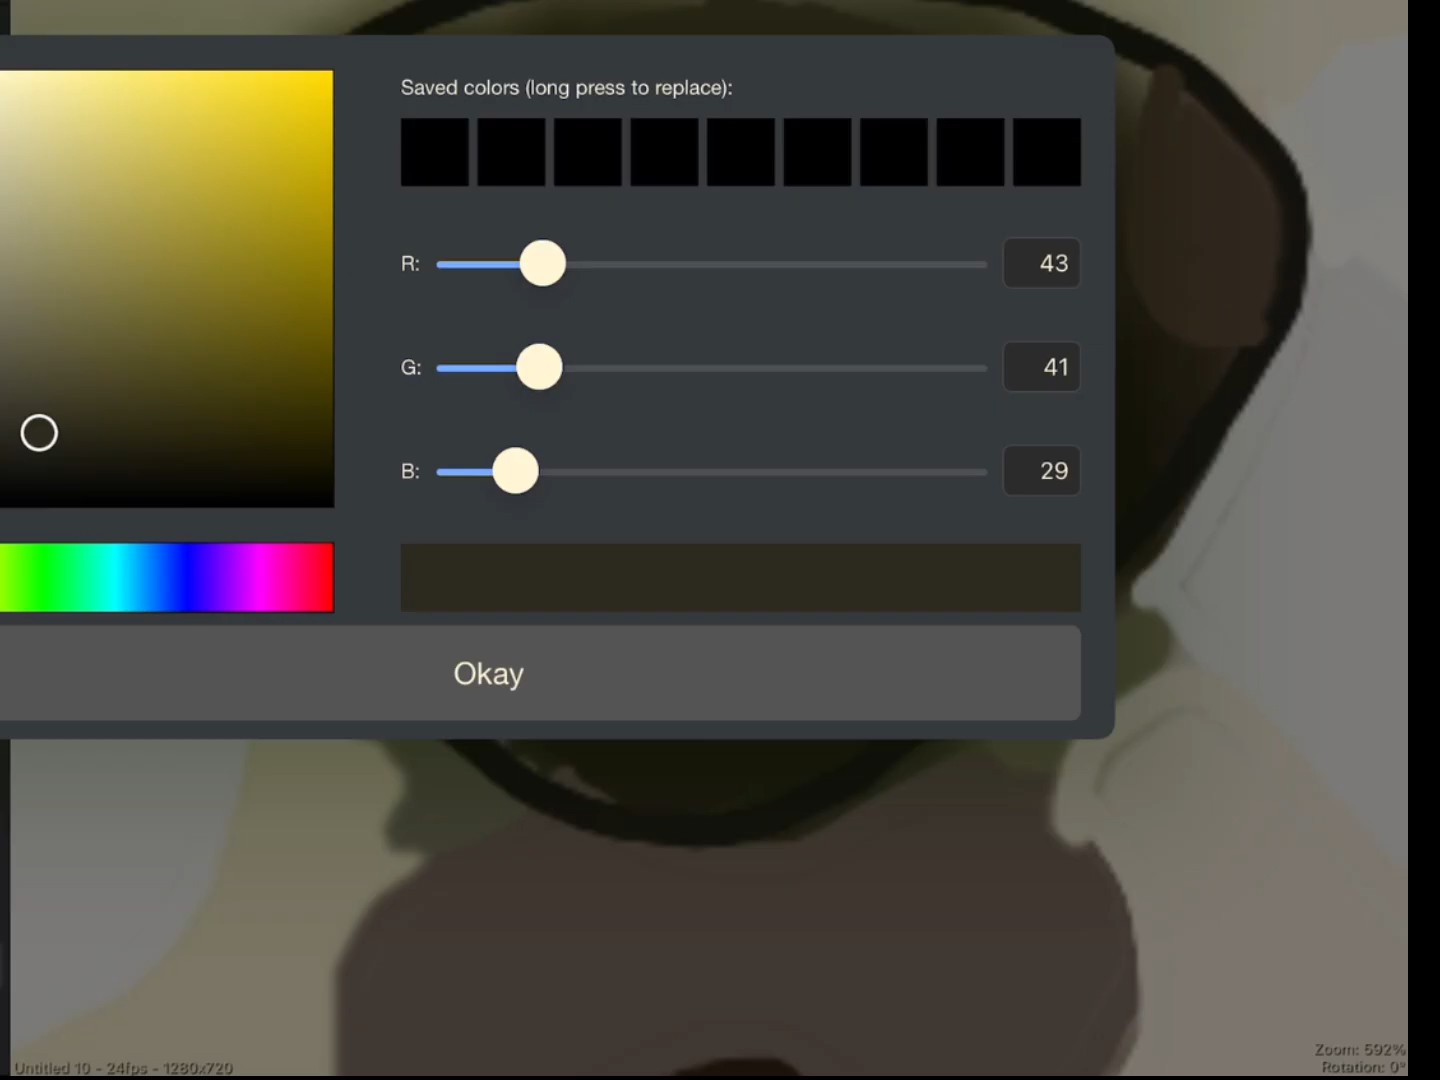 Saved colors (long press to replace):
R: 43
G: 41
B: 29
Okay
Untitled 10 - 24fps - 1280x720
Zoom: 592%
Rotation: 0°